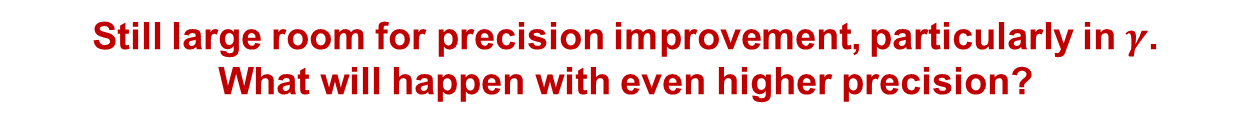 Still large room for precision improvement, particularly in γ.
What will happen with even higher precision?